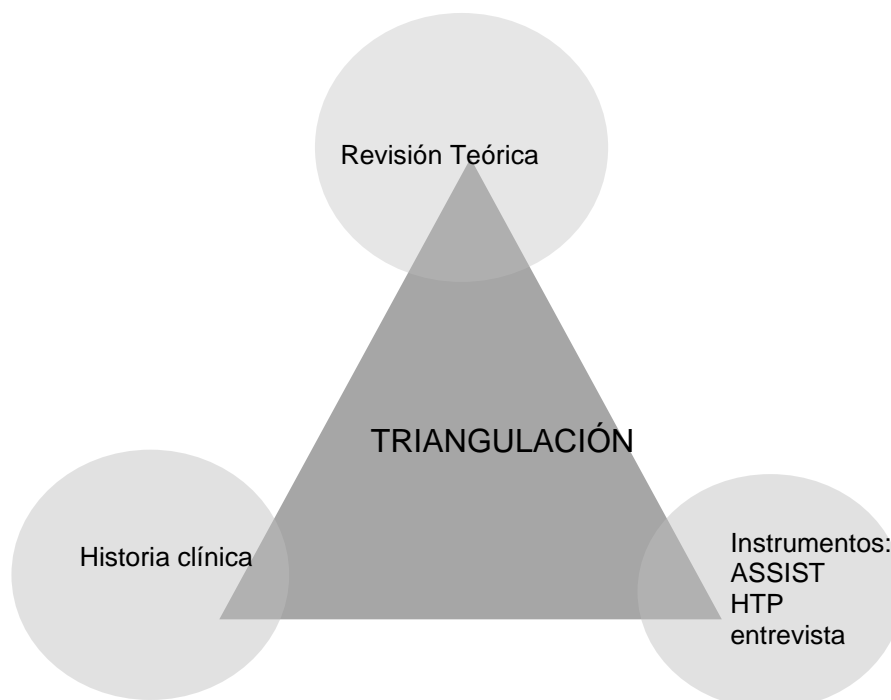 Revisión Teórica
TRIANGULACIÓN
Historia clínica
Instrumentos:
ASSIST
HTP
entrevista